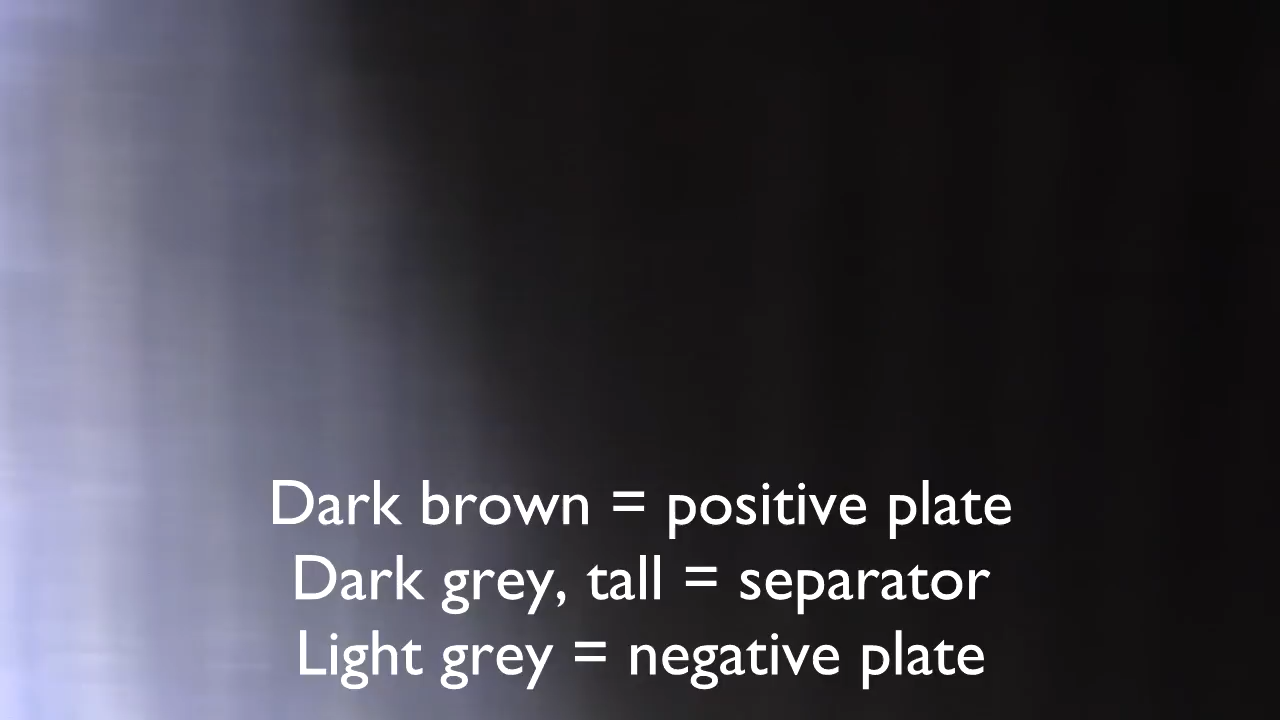 Dark brown = positive plate
Dark grey, tall = separator
Light grey = negative plate